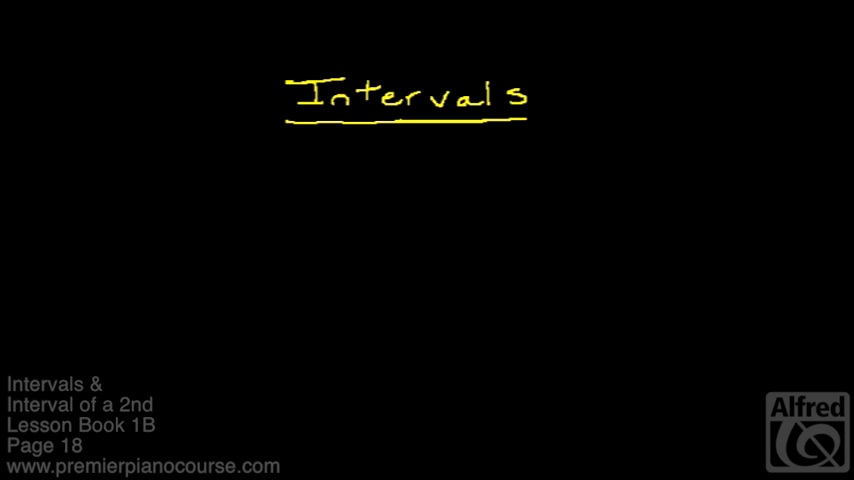 Intervals
Intervals &
Interval of a 2nd
Lesson Book 1B
Page 18
www.premierpianocourse.com
Alfred